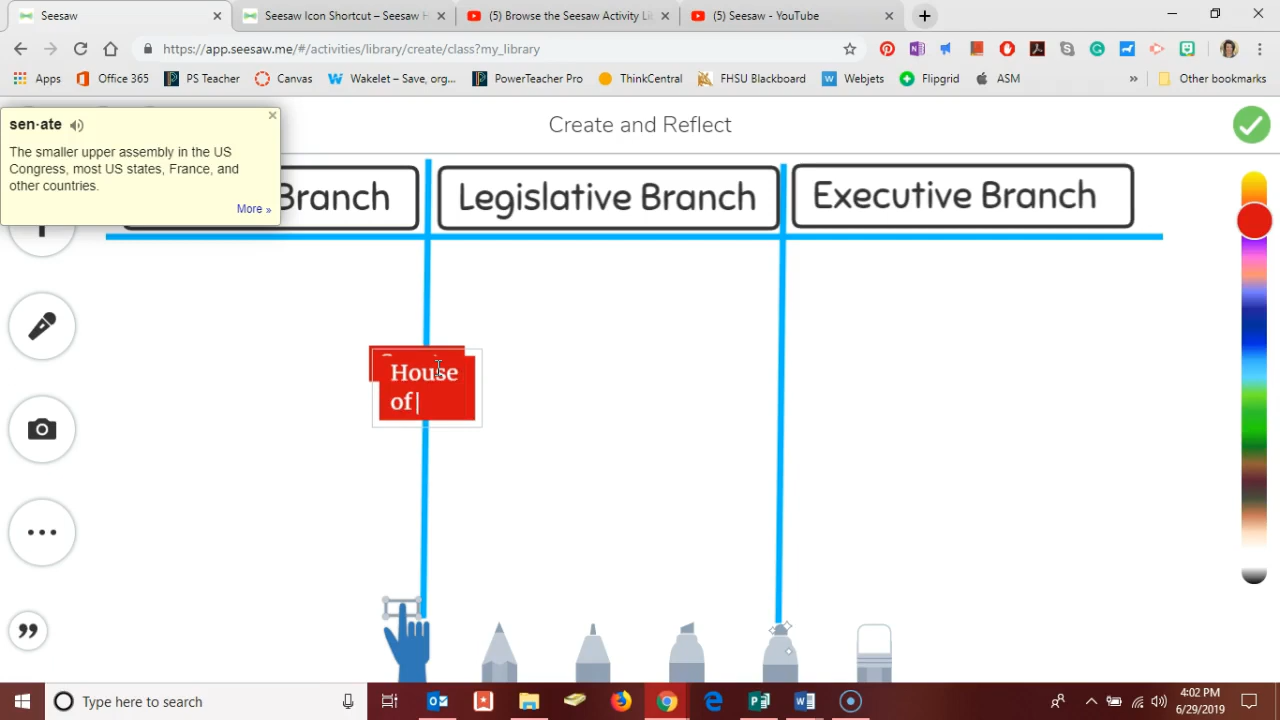 Seesaw
Seesaw Icon Shortcut – Seesaw H
(5) Browse the Seesaw Activity Li
(5) Seesaw - YouTube
https://app.seesaw.me/#/activities/library/create/class?my_library
Apps
Office 365
PS Teacher
Canvas
Wakelet – Save, org...
PowerTeacher Pro
ThinkCentral
FHSU Blackboard
Webjets
Flipgrid
ASM
»
Other bookmarks
sen·ate
The smaller upper assembly in the US
Congress, most US states, France, and
other countries.
More »
Create and Reflect
Branch
Legislative Branch
Executive Branch
House
of
Type here to search
4:02 PM
6/29/2019